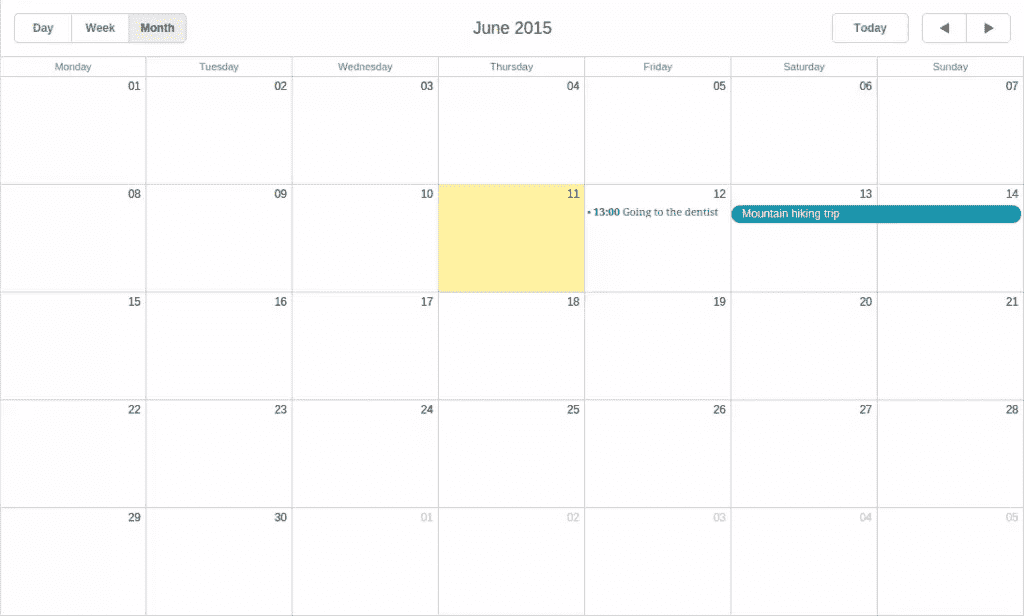 Day Week Month June 2015 Today ◀ ▶
Monday Tuesday Wednesday Thursday Friday Saturday Sunday
01 02 03 04 05 06 07
08 09 10 11 12 13 14
• 13:00 Going to the dentist Mountain hiking trip
15 16 17 18 19 20 21
22 23 24 25 26 27 28
29 30 01 02 03 04 05